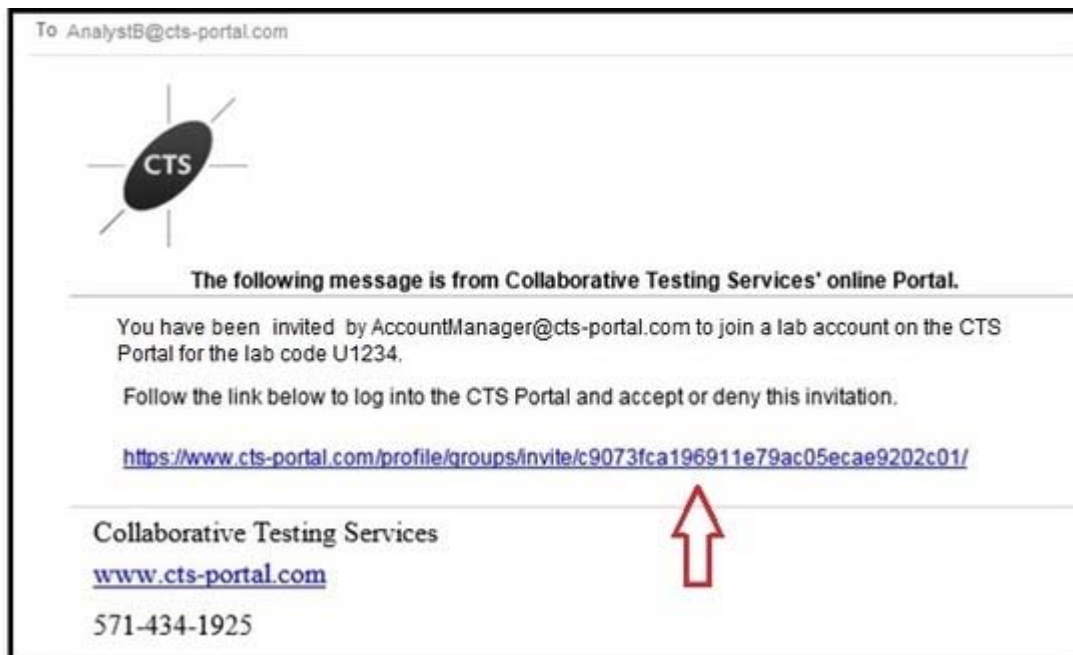 To AnalystB@cts-portal.com
CTS
The following message is from Collaborative Testing Services' online Portal.
You have been invited by AccountManager@cts-portal.com to join a lab account on the CTS
Portal for the lab code U1234.
Follow the link below to log into the CTS Portal and accept or deny this invitation.
https://www.cts-portal.com/profile/groups/invite/c9073fca196911e79ac05ecae9202c01/
Collaborative Testing Services
www.cts-portal.com
571-434-1925